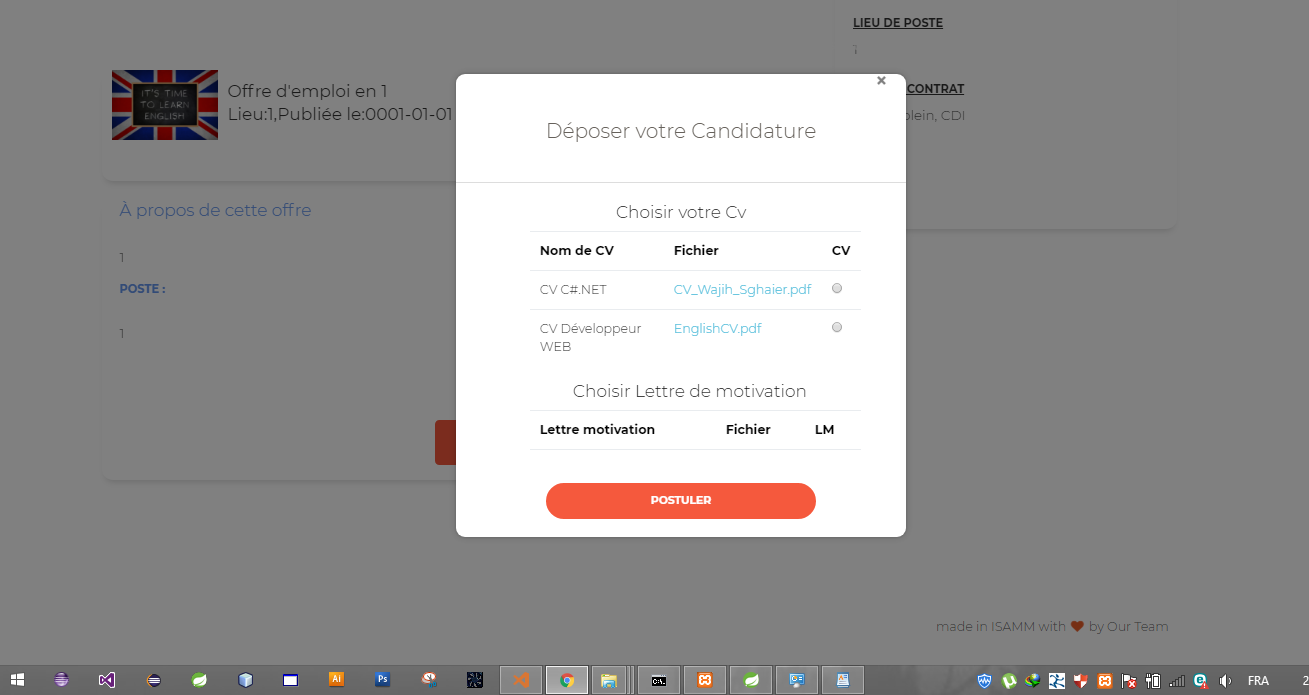 LIEU DE POSTE
1
IT'S TIME
TO LEARN
ENGLISH
Offre d'emploi en 1
Lieu:1,Publiée le:0001-01-01
CONTRAT
plein, CDI
À propos de cette offre
1
POSTE :
1
×
Déposer votre Candidature
Choisir votre Cv
Nom de CV Fichier CV
CV C#.NET CV_Wajih_Sghaier.pdf
CV Développeur EnglishCV.pdf
WEB
Choisir Lettre de motivation
Lettre motivation Fichier LM
POSTULER
made in ISAMM with ❤ by Our Team
Ai Ps FRA 2